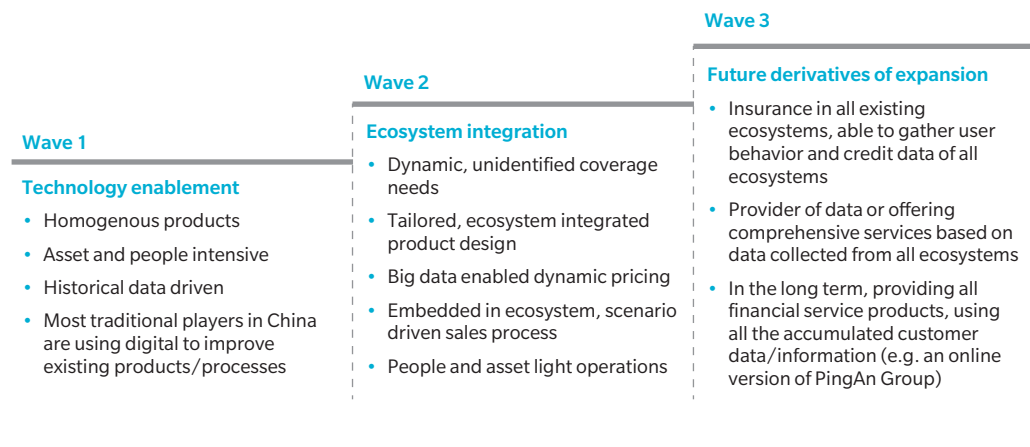 Wave 1
Technology enablement
• Homogenous products
• Asset and people intensive
• Historical data driven
• Most traditional players in China
are using digital to improve
existing products/processes
Wave 2
Ecosystem integration
• Dynamic, unidentified coverage
needs
• Tailored, ecosystem integrated
product design
• Big data enabled dynamic pricing
• Embedded in ecosystem, scenario
driven sales process
• People and asset light operations
Wave 3
Future derivatives of expansion
• Insurance in all existing
ecosystems, able to gather user
behavior and credit data of all
ecosystems
• Provider of data or offering
comprehensive services based on
data collected from all ecosystems
• In the long term, providing all
financial service products, using
all the accumulated customer
data/information (e.g. an online
version of PingAn Group)